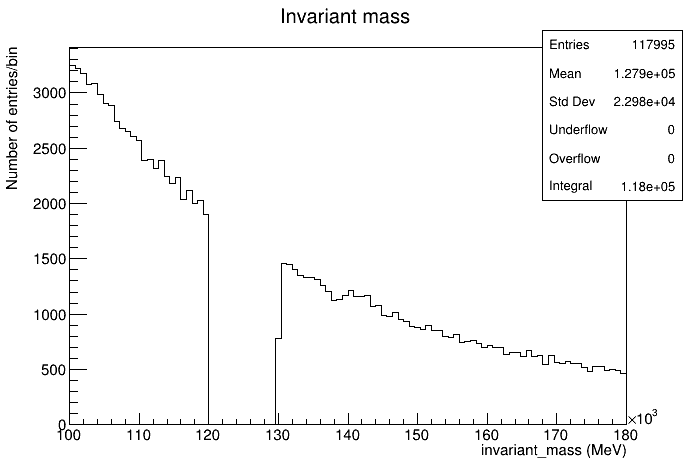 Invariant mass
Number of entries/bin
Entries 117995
Mean 1.279e+05
Std Dev 2.298e+04
Underflow 0
Overflow 0
Integral 1.18e+05
3000
2500
2000
1500
1000
500
0
100 110 120 130 140 150 160 170 180
×10³
invariant_mass (MeV)